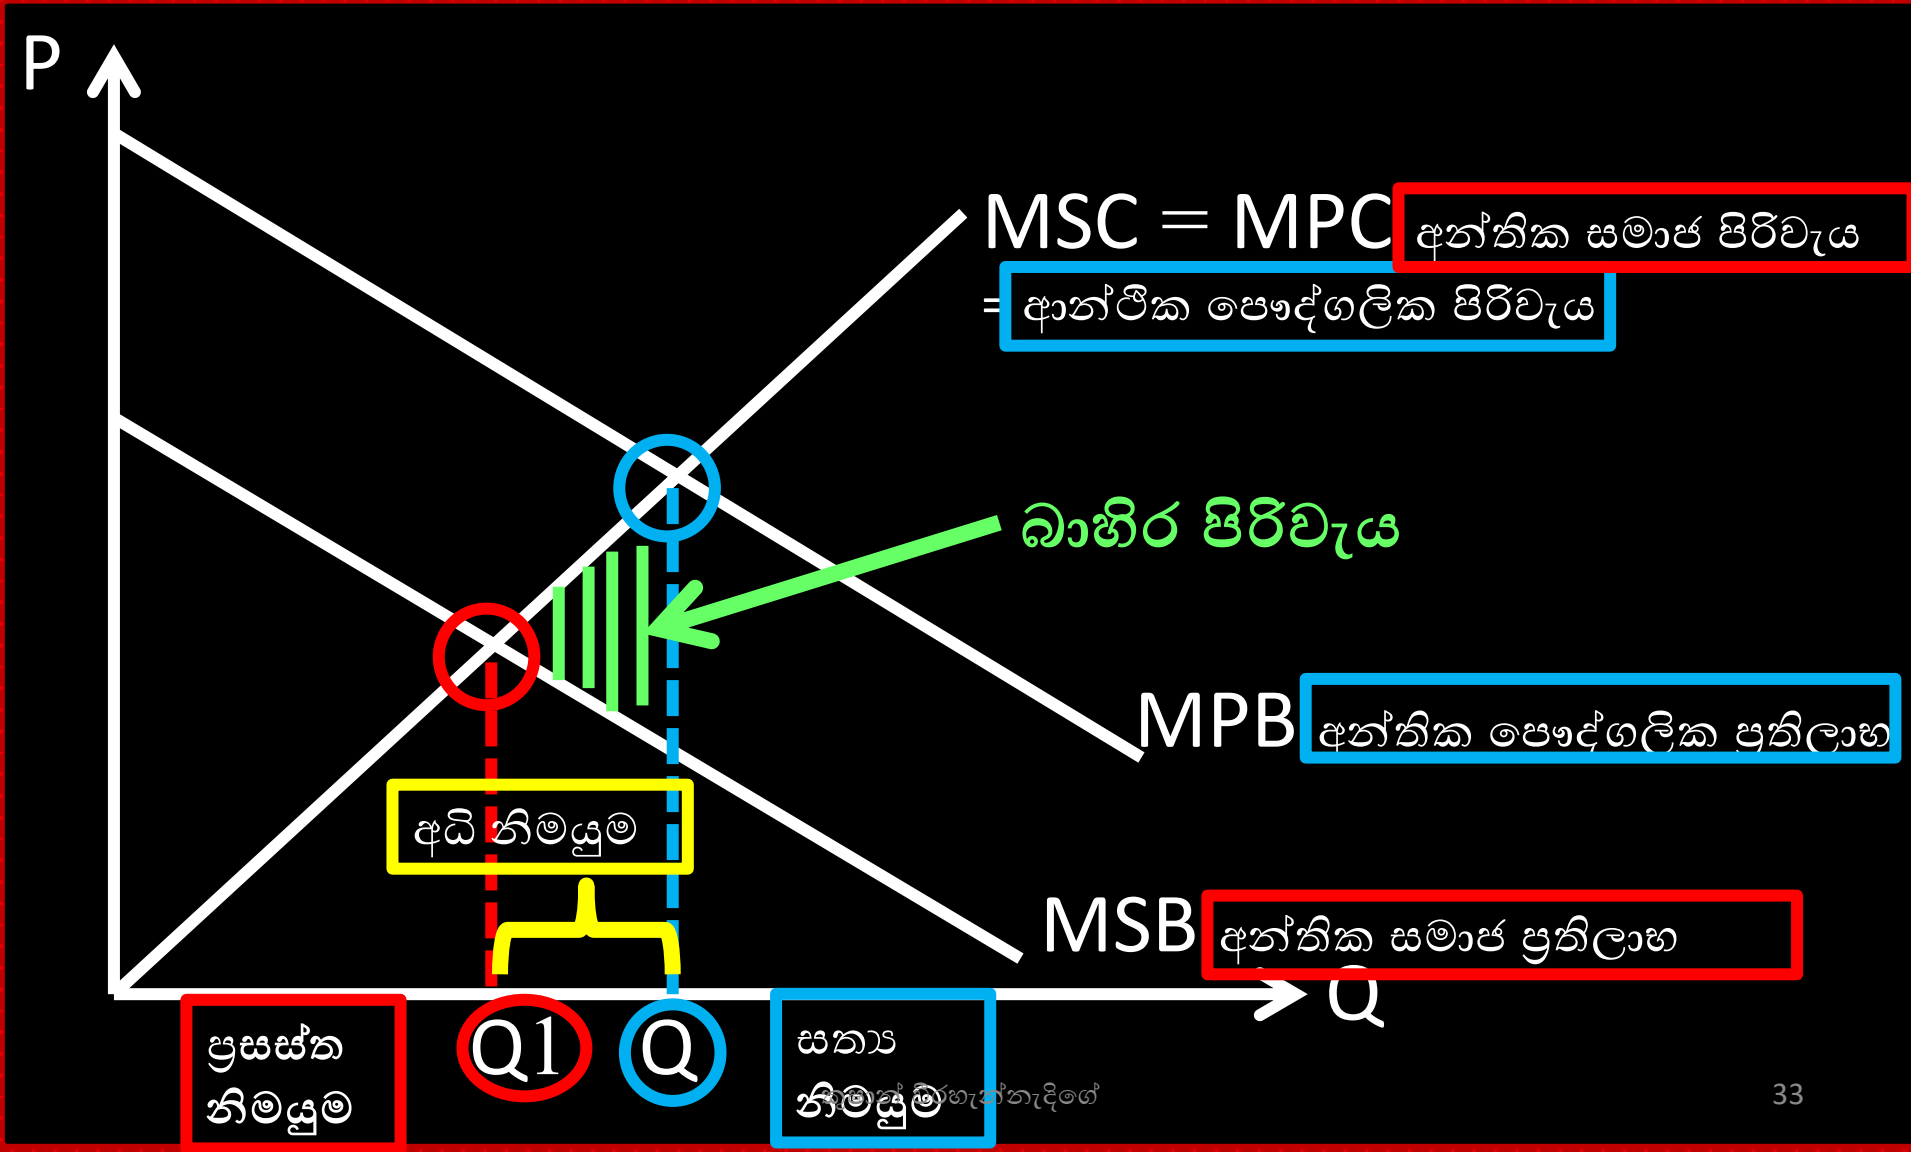 P
MSC = MPC අන්තික සමාජ පිරිවැය
= ආන්ථික පෞද්ගලික පිරිවැය
බාහිර පිරිවැය
MPB අන්තික පෞද්ගලික ප්‍රතිලාභ
අධි නිමයුම
MSB අන්තික සමාජ ප්‍රතිලාභ
Q
ප්‍රසස්ත
නිමයුම
Q1
Q
සත්‍ය
නිමයුම
33